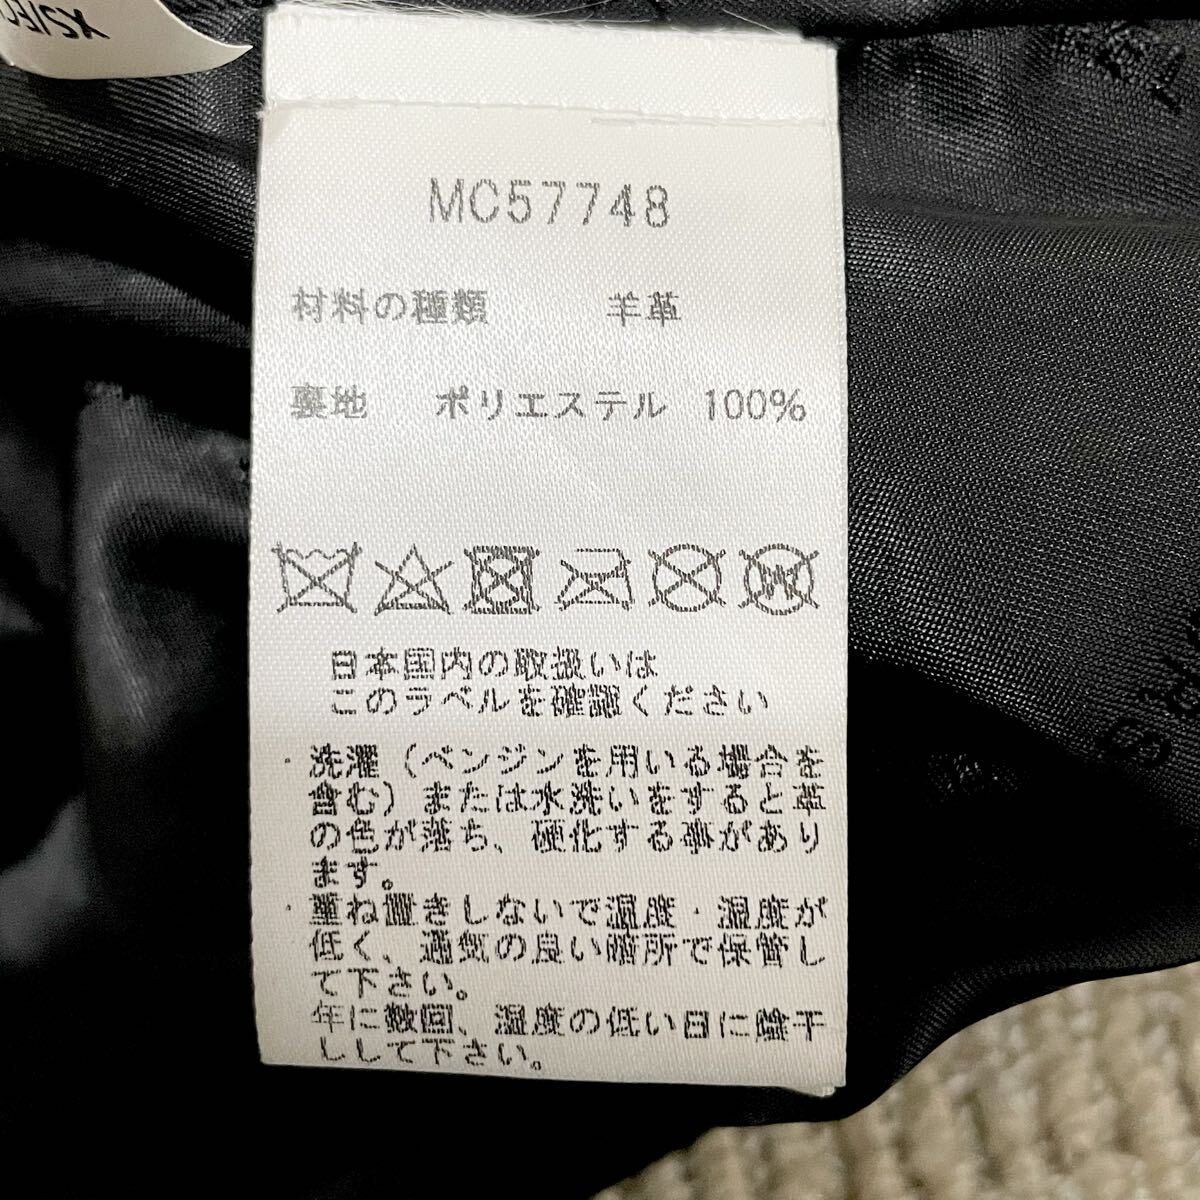 XS/EU
MC57748
材料の種類 羊革
裏地 ポリエステル 100%
W
日本国内の取扱いは
このラベルを確認ください
・洗濯（ベンジンを用いる場合を
含む）または水洗いをすると革
の色が落ち、硬化する事があり
ます。
・重ね置きしないで温度・湿度が
低く、通気の良い暗所で保管し
て下さい。
年に数回、湿度の低い日に陰干
ししして下さい。